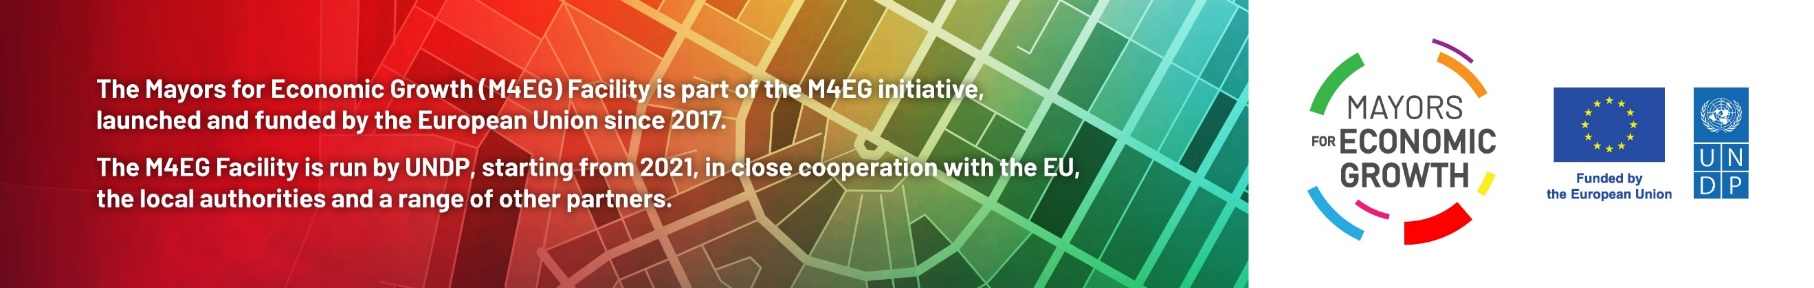 The Mayors for Economic Growth (M4EG) Facility is part of the M4EG initiative,
launched and funded by the European Union since 2017.
The M4EG Facility is run by UNDP, starting from 2021, in close cooperation with the EU,
the local authorities and a range of other partners.
MAYORS
FOR ECONOMIC
GROWTH
Funded by
the European Union
U N
D P